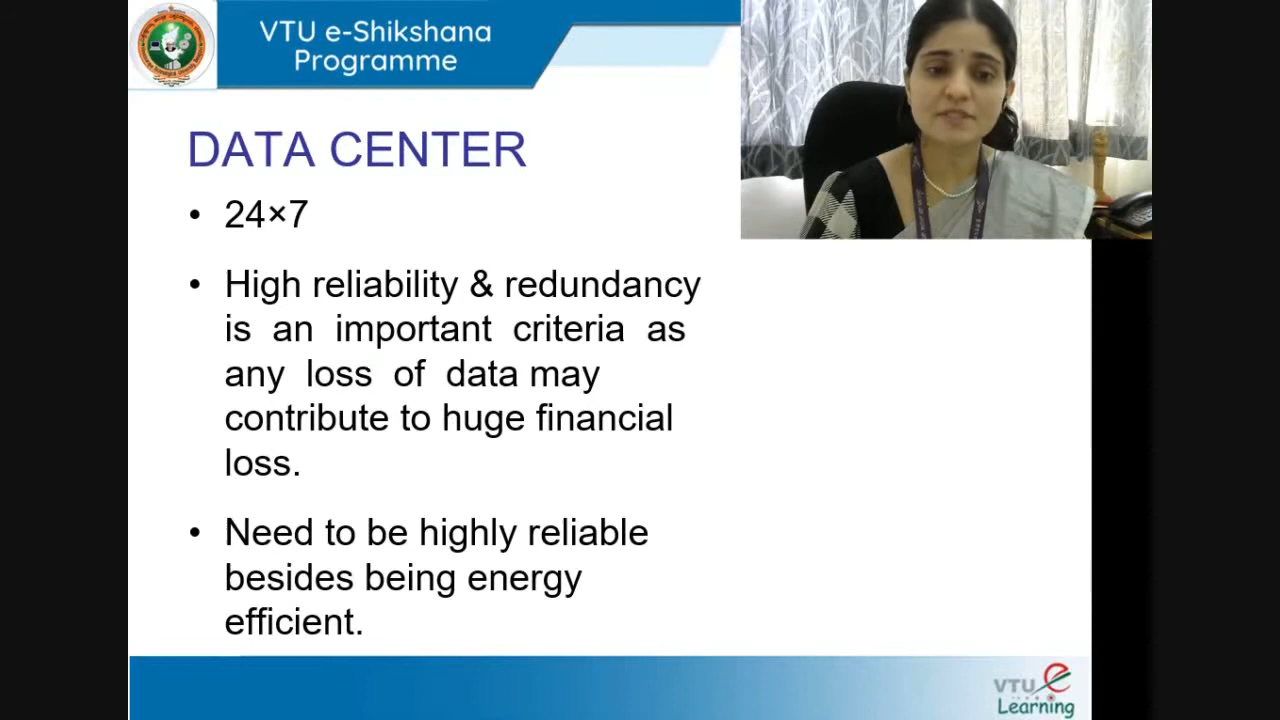 VTU e-Shikshana
Programme
DATA CENTER
• 24×7
• High reliability & redundancy
is an important criteria as
any loss of data may
contribute to huge financial
loss.
• Need to be highly reliable
besides being energy
efficient.
VTU e
Learning